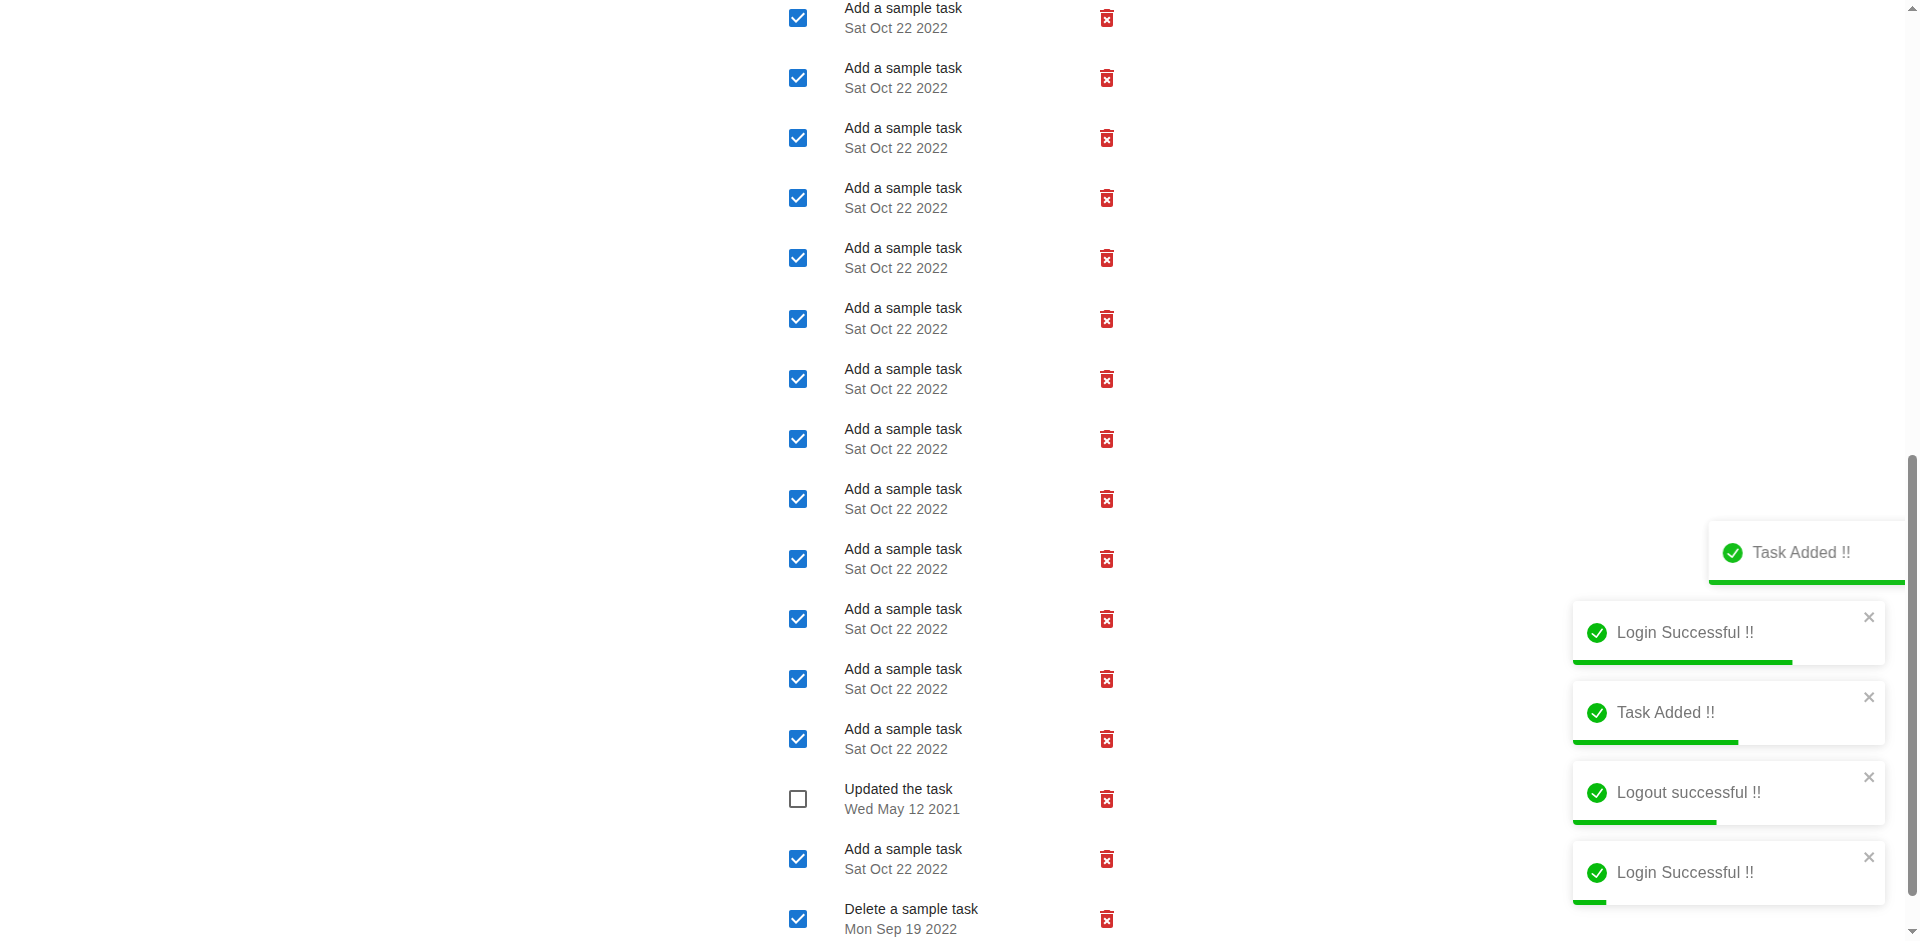 Add a sample task
Sat Oct 22 2022
Add a sample task
Sat Oct 22 2022
Add a sample task
Sat Oct 22 2022
Add a sample task
Sat Oct 22 2022
Add a sample task
Sat Oct 22 2022
Add a sample task
Sat Oct 22 2022
Add a sample task
Sat Oct 22 2022
Add a sample task
Sat Oct 22 2022
Add a sample task
Sat Oct 22 2022
Add a sample task
Sat Oct 22 2022
Add a sample task
Sat Oct 22 2022
Add a sample task
Sat Oct 22 2022
Add a sample task
Sat Oct 22 2022
Updated the task
Wed May 12 2021
Add a sample task
Sat Oct 22 2022
Delete a sample task
Mon Sep 19 2022
Task Added !!
Login Successful !!
Task Added !!
Logout successful !!
Login Successful !!